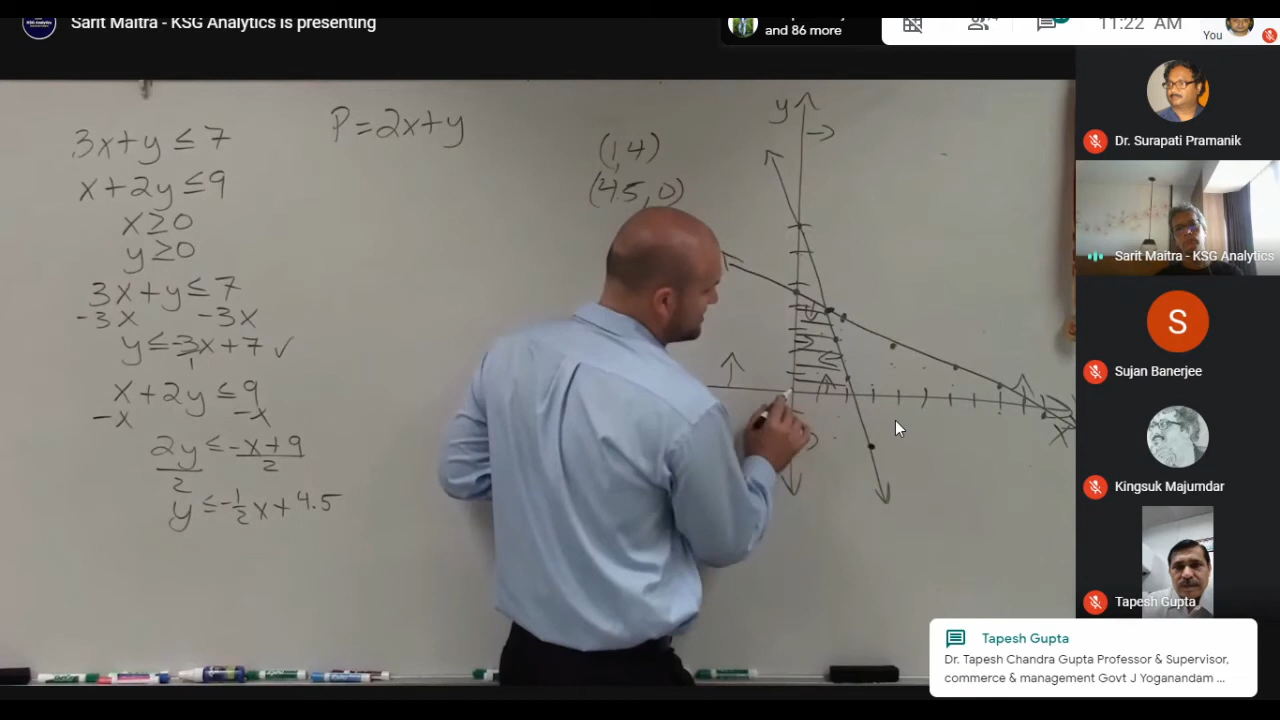 Sarit Maitra - KSG Analytics is presenting
and 86 more
11:22 AM
You
3x+y ≤ 7
x+2y ≤ 9
x ≥ 0
y ≥ 0
3x+y ≤ 7
-3x -3x
y ≤ -3x+7 ✓
1
x+2y ≤ 9
-x -x
2y ≤ -x+9
2 2
y ≤ -1/2x+4.5
P=2x+y
(1,4)
(4.5,0)
y
x
Dr. Surapati Pramanik
Sarit Maitra - KSG Analytics
S
Sujan Banerjee
Kingsuk Majumdar
Tapesh Gupta
Tapesh Gupta
Dr. Tapesh Chandra Gupta Professor & Supervisor,
commerce & management Govt J Yoganandam ...